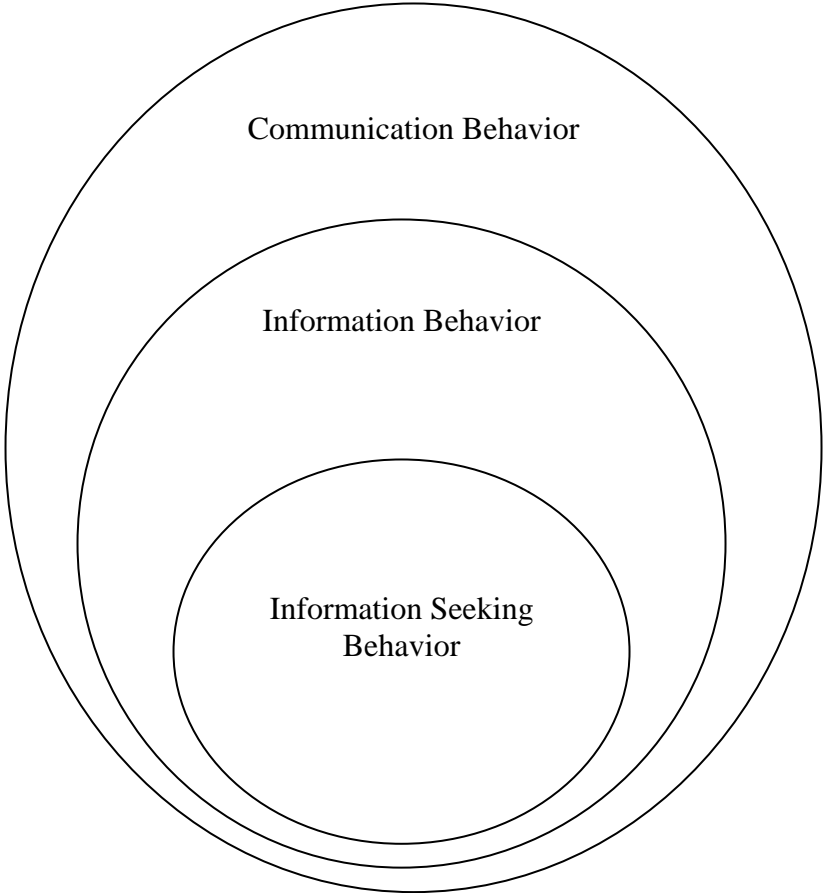 Communication Behavior
Information Behavior
Information Seeking
Behavior